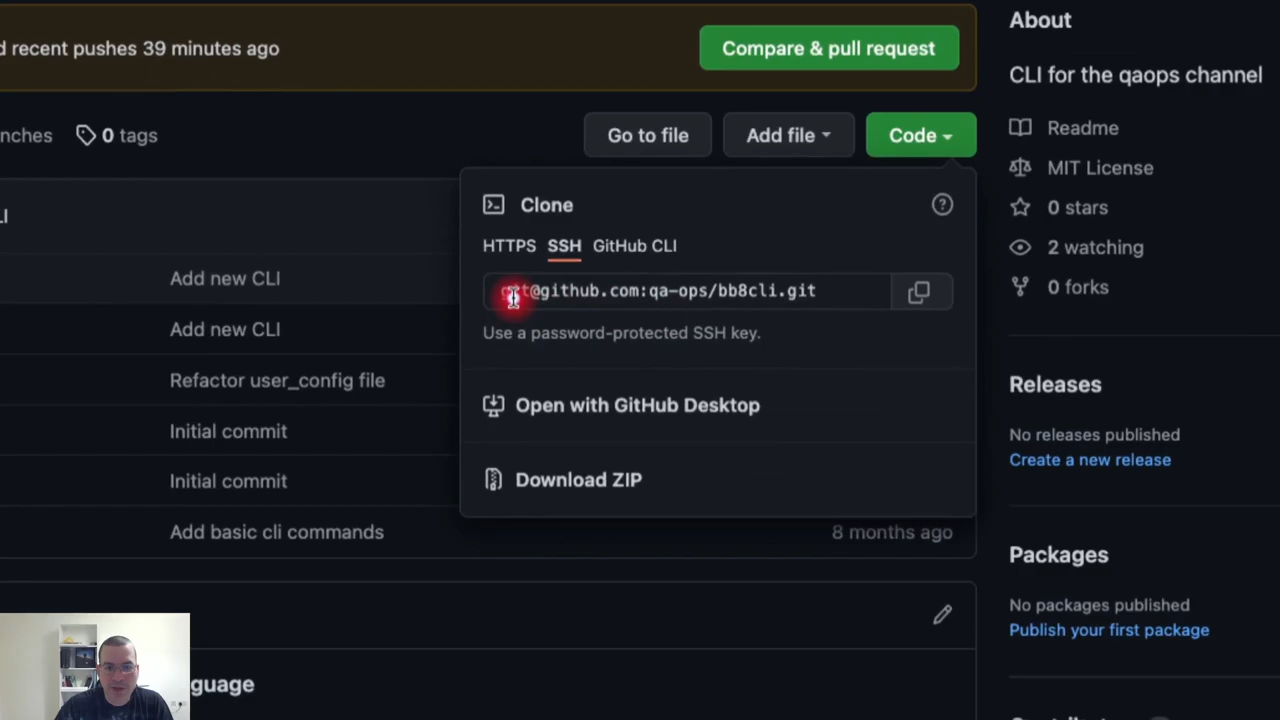 d recent pushes 39 minutes ago
Compare & pull request
nches
0 tags
Go to file
Add file
Code
LI
Add new CLI
Add new CLI
Refactor user_config file
Initial commit
Initial commit
Add basic cli commands
8 months ago
Clone
HTTPS SSH GitHub CLI
git@github.com:qa-ops/bb8cli.git
Use a password-protected SSH key.
Open with GitHub Desktop
Download ZIP
guage
About
CLI for the qaops channel
Readme
MIT License
0 stars
2 watching
0 forks
Releases
No releases published
Create a new release
Packages
No packages published
Publish your first package